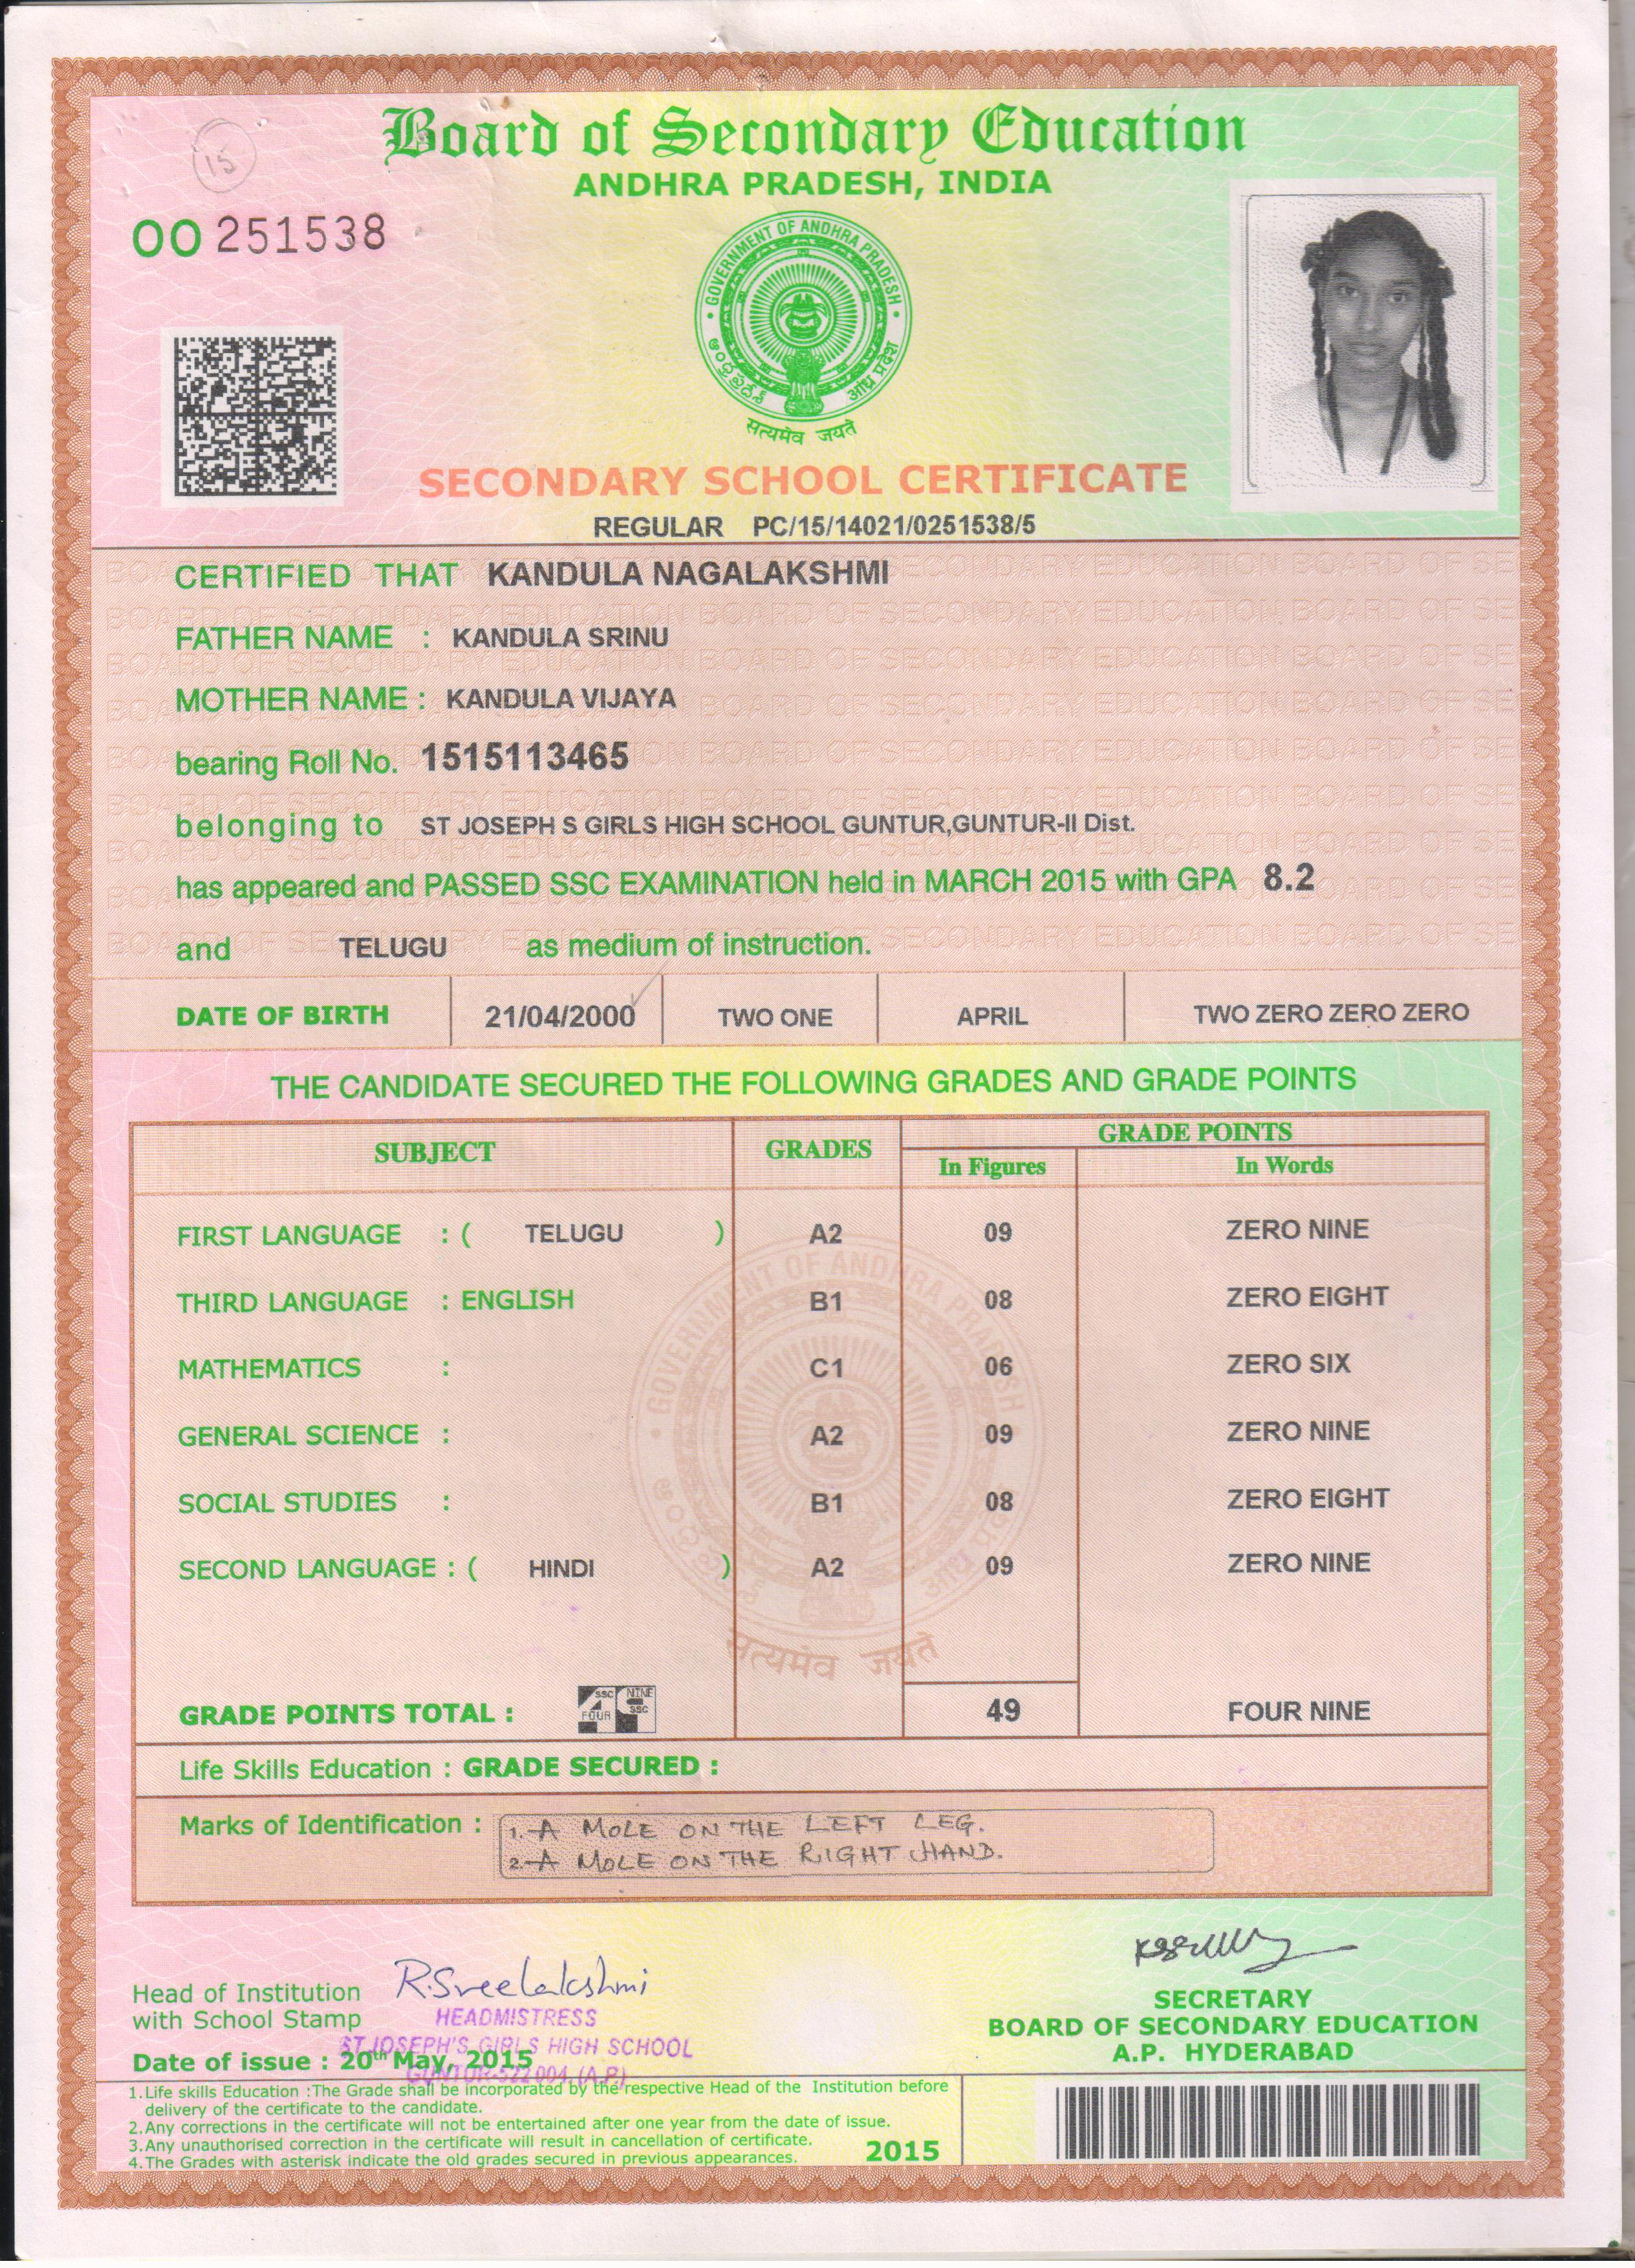 15
Board of Secondary Education
ANDHRA PRADESH, INDIA
OO 251538
GOVERNMENT OF ANDHRA PRADESH
ఆంధ్రప్రదేశ్
आंध्र प्रदेश
सत्यमेव जयते
SECONDARY SCHOOL CERTIFICATE
REGULAR PC/15/14021/0251538/5
CERTIFIED THAT KANDULA NAGALAKSHMI
FATHER NAME : KANDULA SRINU
MOTHER NAME : KANDULA VIJAYA
bearing Roll No. 1515113465
belonging to ST JOSEPH S GIRLS HIGH SCHOOL GUNTUR,GUNTUR-II Dist.
has appeared and PASSED SSC EXAMINATION held in MARCH 2015 with GPA 8.2
and TELUGU as medium of instruction.
DATE OF BIRTH 21/04/2000 TWO ONE APRIL TWO ZERO ZERO ZERO
THE CANDIDATE SECURED THE FOLLOWING GRADES AND GRADE POINTS
SUBJECT GRADES GRADE POINTS
In Figures In Words
FIRST LANGUAGE : ( TELUGU ) A2 09 ZERO NINE
THIRD LANGUAGE : ENGLISH B1 08 ZERO EIGHT
MATHEMATICS : C1 06 ZERO SIX
GENERAL SCIENCE : A2 09 ZERO NINE
SOCIAL STUDIES : B1 08 ZERO EIGHT
SECOND LANGUAGE : ( HINDI ) A2 09 ZERO NINE
सत्यमेव जयते
GRADE POINTS TOTAL : SSC FOUR NINE SSC 49 FOUR NINE
Life Skills Education : GRADE SECURED :
Marks of Identification : 1. A MOLE ON THE LEFT LEG.
2. A MOLE ON THE RIGHT HAND.
Head of Institution R.Sreelakshmi
with School Stamp HEADMISTRESS
ST.JOSEPH'S GIRLS HIGH SCHOOL
GUNTUR-522 004. (A.P.)
Date of issue : 20th May, 2015
SECRETARY
BOARD OF SECONDARY EDUCATION
A.P. HYDERABAD
1.Life skills Education :The Grade shall be incorporated by the respective Head of the Institution before
delivery of the certificate to the candidate.
2.Any corrections in the certificate will not be entertained after one year from the date of issue.
3.Any unauthorised correction in the certificate will result in cancellation of certificate.
4.The Grades with asterisk indicate the old grades secured in previous appearances.
2015